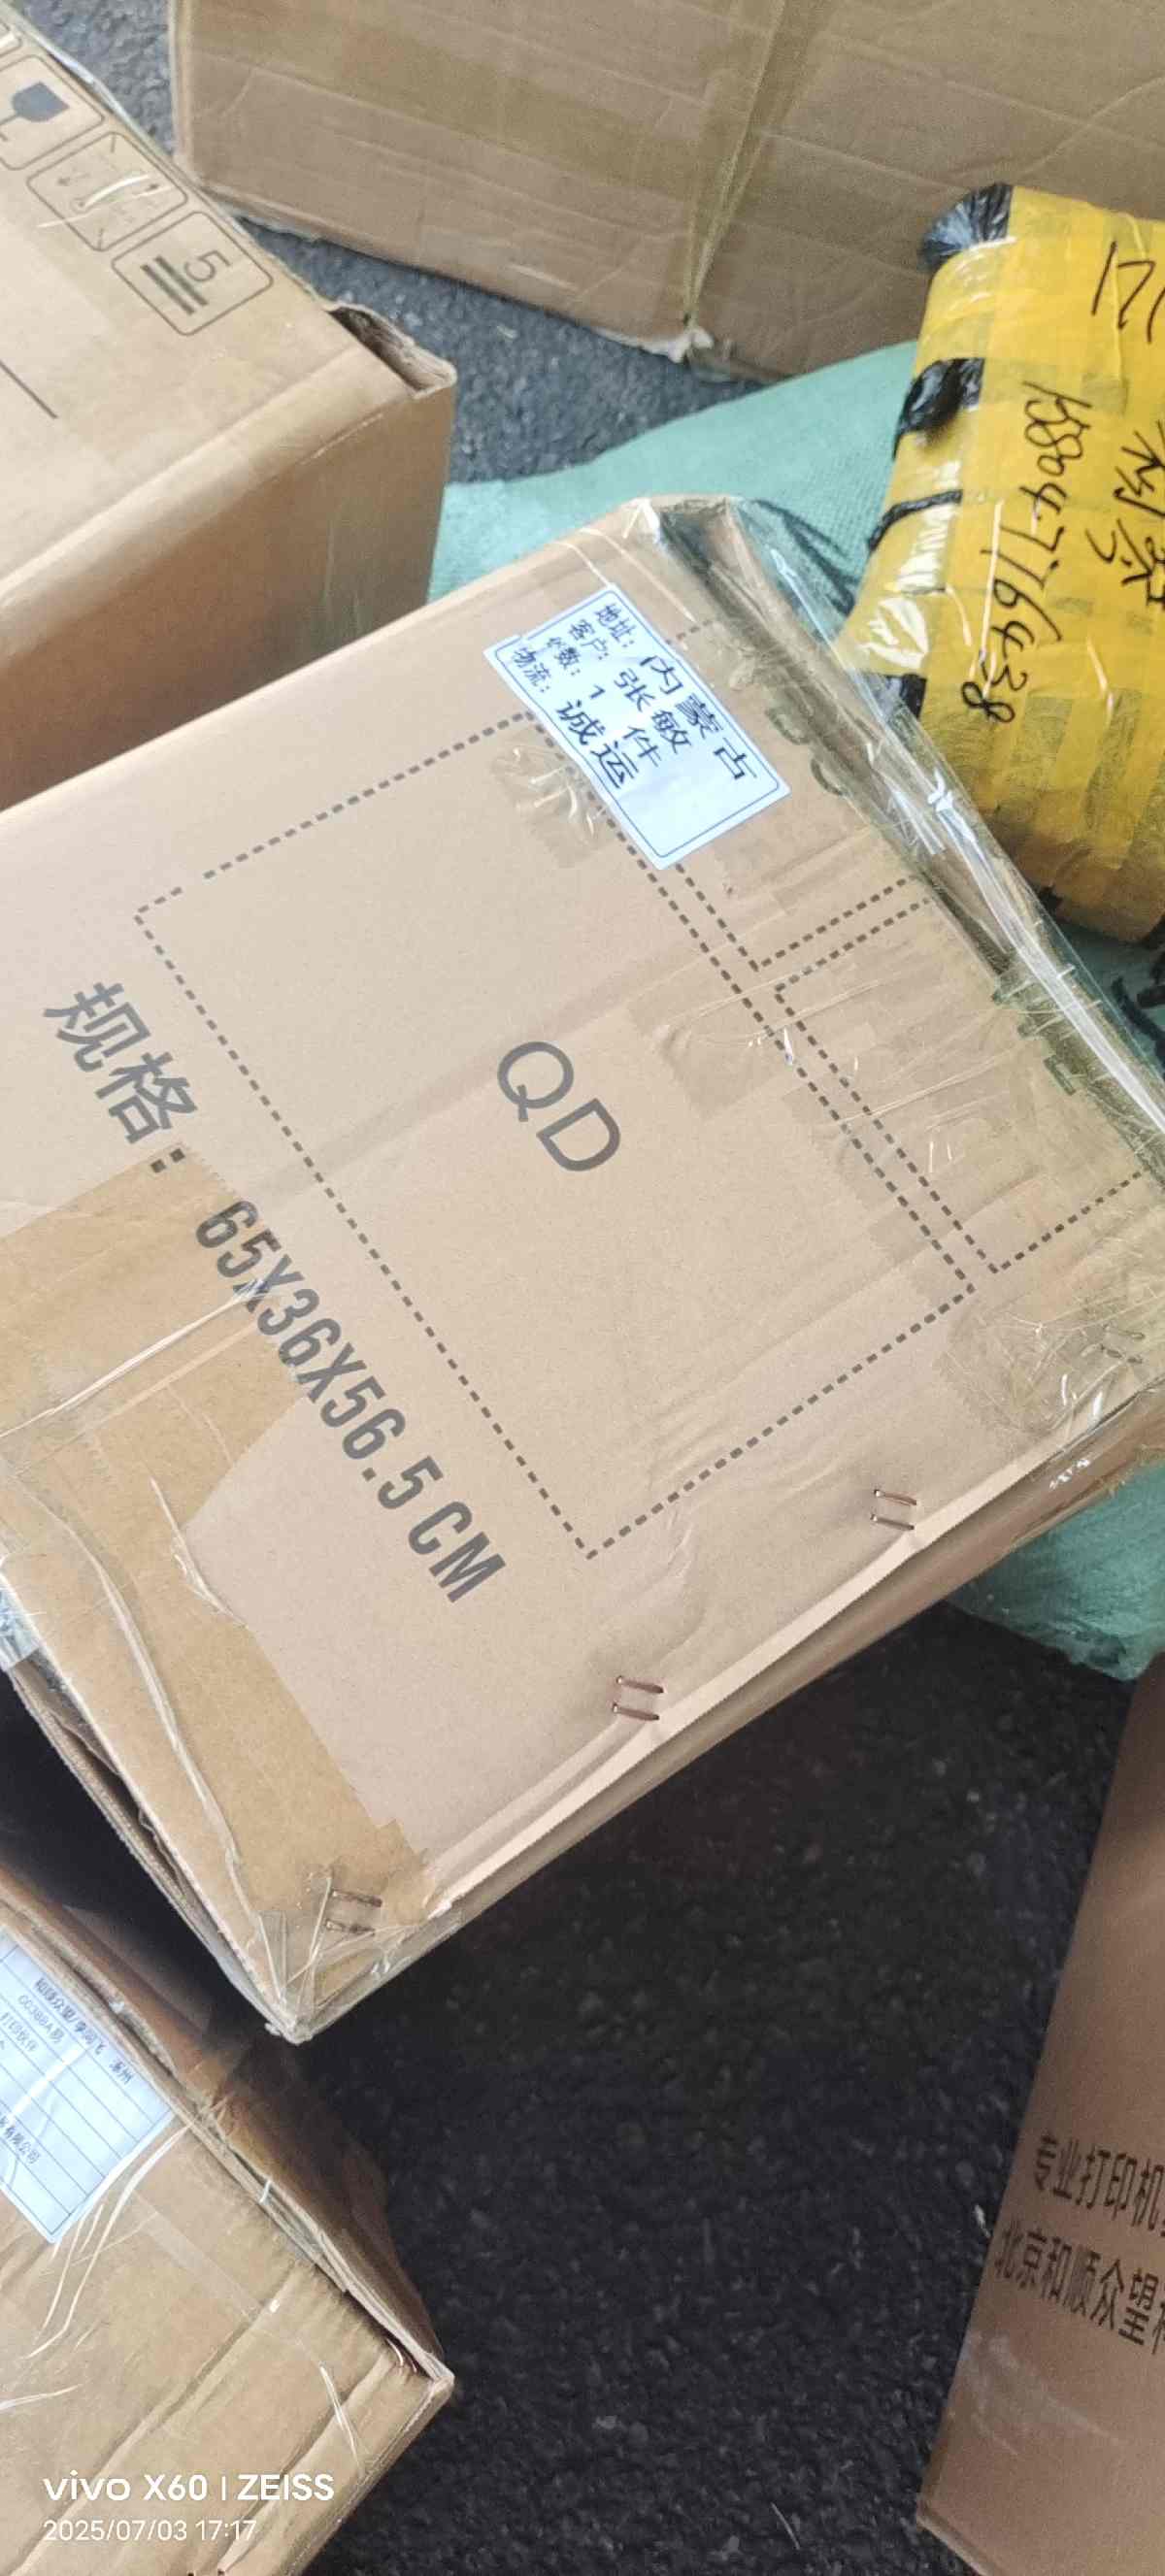 5
15804776438
地址：内蒙古
客户：张敏
件数：1 件
物流：诚运
QD
规格：65X36X56.5CM
专业打印机
北京和顺众望
vivo X60 | ZEISS
2025/07/03 17:17